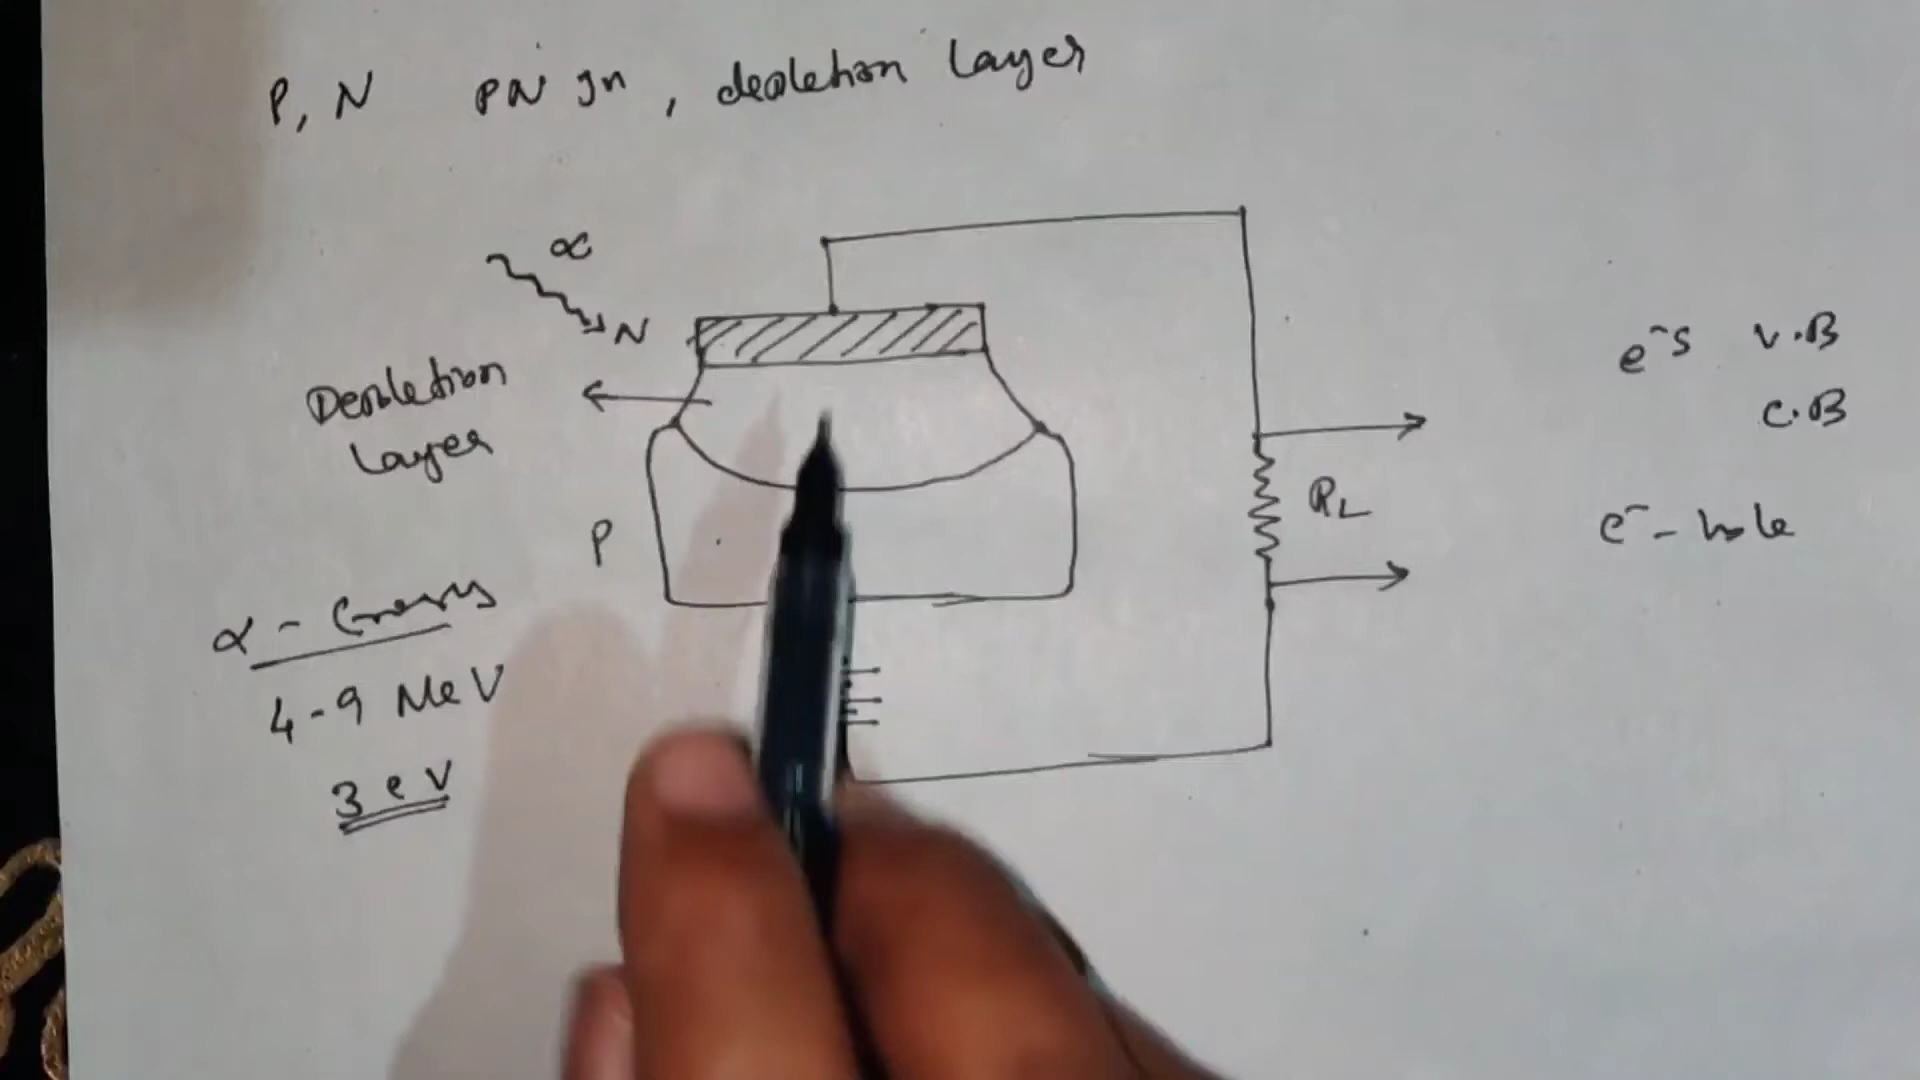 P, N PN Jn, depletion Layer
α
N
Depletion
Layer
P
α - Energy
4-9 MeV
3 eV
RL
e⁻s V.B
C.B
e⁻ - hole